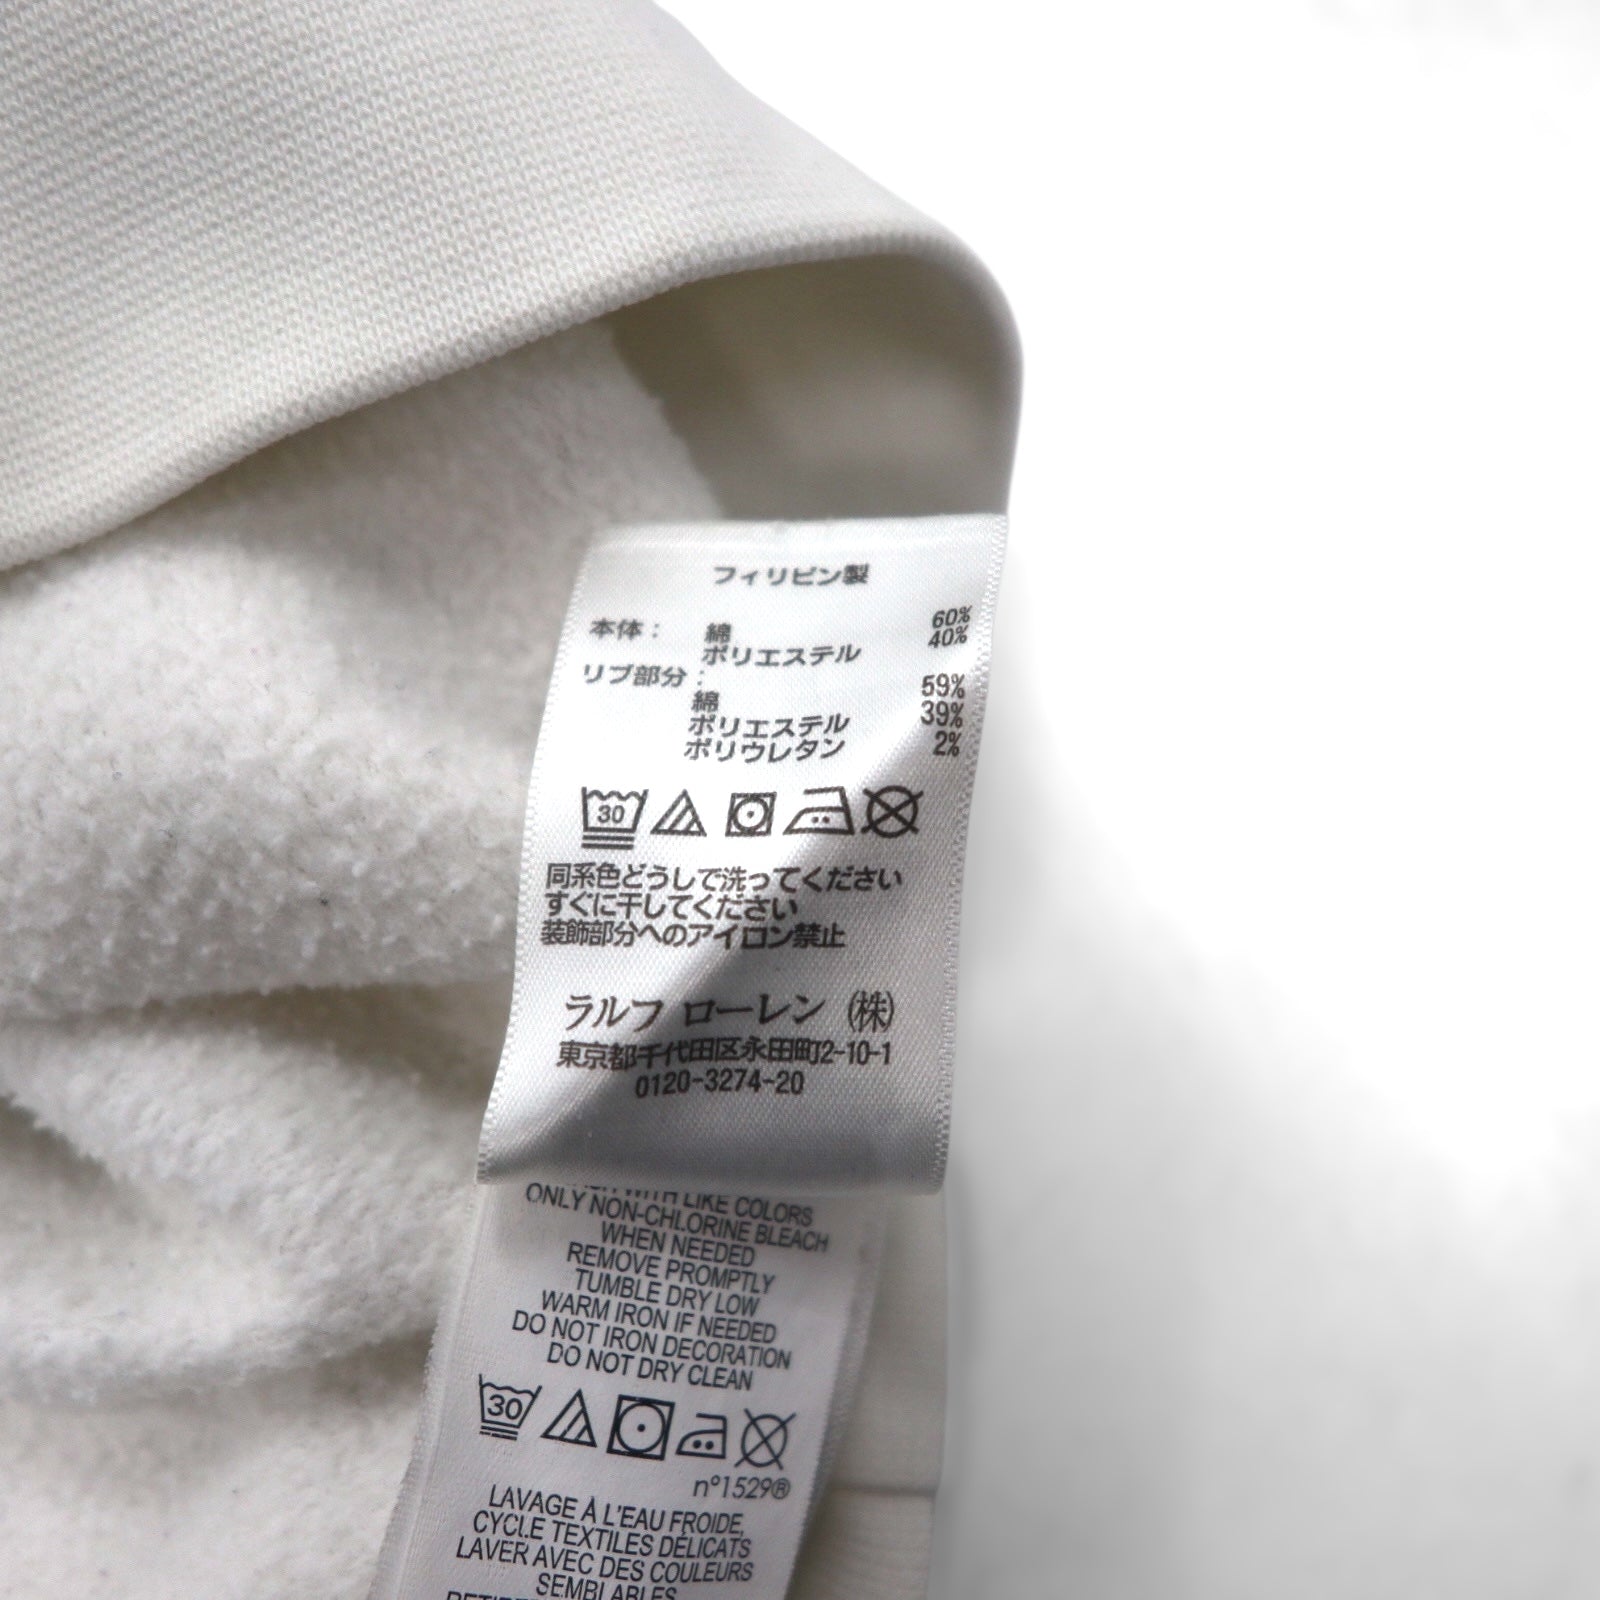 フィリピン製
本体： 綿 60%
ポリエステル 40%
リブ部分：
綿 59%
ポリエステル 39%
ポリウレタン 2%
30
同系色どうしで洗ってください
すぐに干してください
装飾部分へのアイロン禁止
ラルフ ローレン (株)
東京都千代田区永田町2-10-1
0120-3274-20
WITH LIKE COLORS
ONLY NON-CHLORINE BLEACH
WHEN NEEDED
REMOVE PROMPTLY
TUMBLE DRY LOW
WARM IRON IF NEEDED
DO NOT IRON DECORATION
DO NOT DRY CLEAN
30
n°1529®
LAVAGE À L'EAU FROIDE,
CYCLE TEXTILES DÉLICATS
LAVER AVEC DES COULEURS
SEMBLABLES